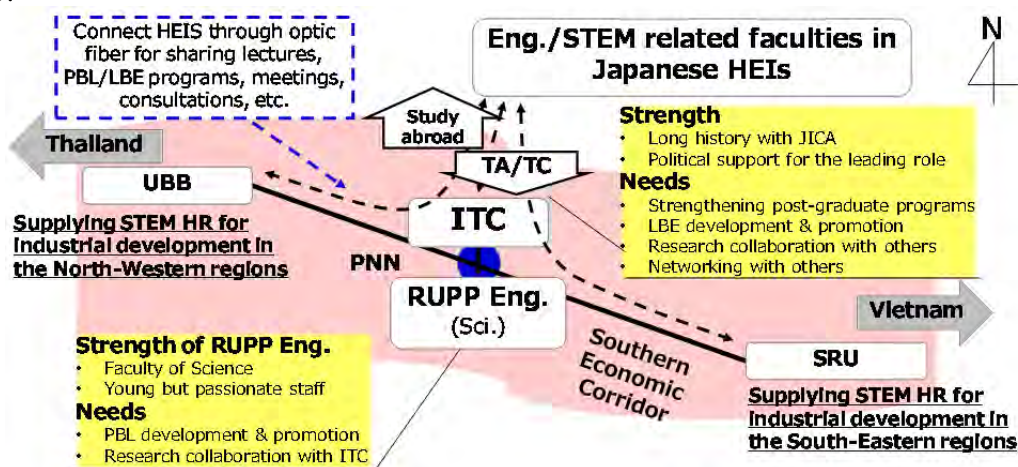 Connect HEIS through optic
fiber for sharing lectures,
PBL/LBE programs, meetings,
consultations, etc.
Eng./STEM related faculties in
Japanese HEIs
N
Study
abroad
TA/TC
Strength
• Long history with JICA
• Political support for the leading role
Needs
• Strengthening post-graduate programs
• LBE development & promotion
• Research collaboration with others
• Networking with others
Thailand
UBB
Supplying STEM HR for
industrial development in
the North-Western regions
ITC
PNN
RUPP Eng.
(Sci.)
Vietnam
Strength of RUPP Eng.
• Faculty of Science
• Young but passionate staff
Needs
• PBL development & promotion
• Research collaboration with ITC
Southern
Economic
Corridor
SRU
Supplying STEM HR for
industrial development in
the South-Eastern regions